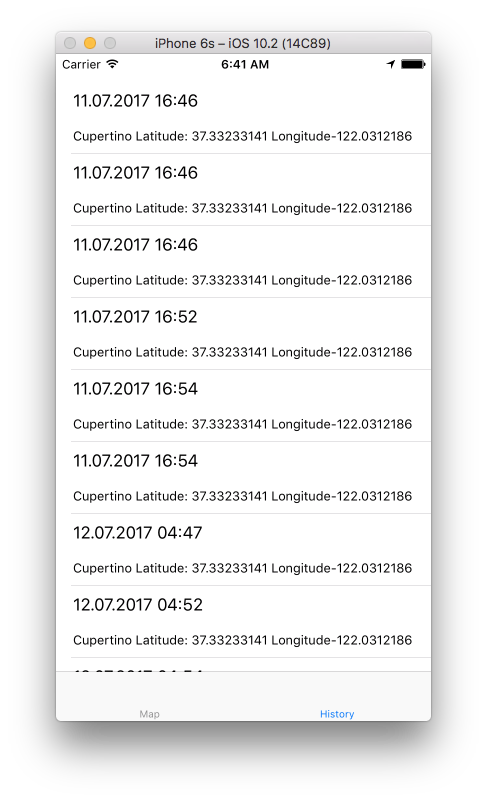 iPhone 6s – iOS 10.2 (14C89)
Carrier 6:41 AM
11.07.2017 16:46
Cupertino Latitude: 37.33233141 Longitude-122.0312186
11.07.2017 16:46
Cupertino Latitude: 37.33233141 Longitude-122.0312186
11.07.2017 16:46
Cupertino Latitude: 37.33233141 Longitude-122.0312186
11.07.2017 16:52
Cupertino Latitude: 37.33233141 Longitude-122.0312186
11.07.2017 16:54
Cupertino Latitude: 37.33233141 Longitude-122.0312186
11.07.2017 16:54
Cupertino Latitude: 37.33233141 Longitude-122.0312186
12.07.2017 04:47
Cupertino Latitude: 37.33233141 Longitude-122.0312186
12.07.2017 04:52
Cupertino Latitude: 37.33233141 Longitude-122.0312186
Map History